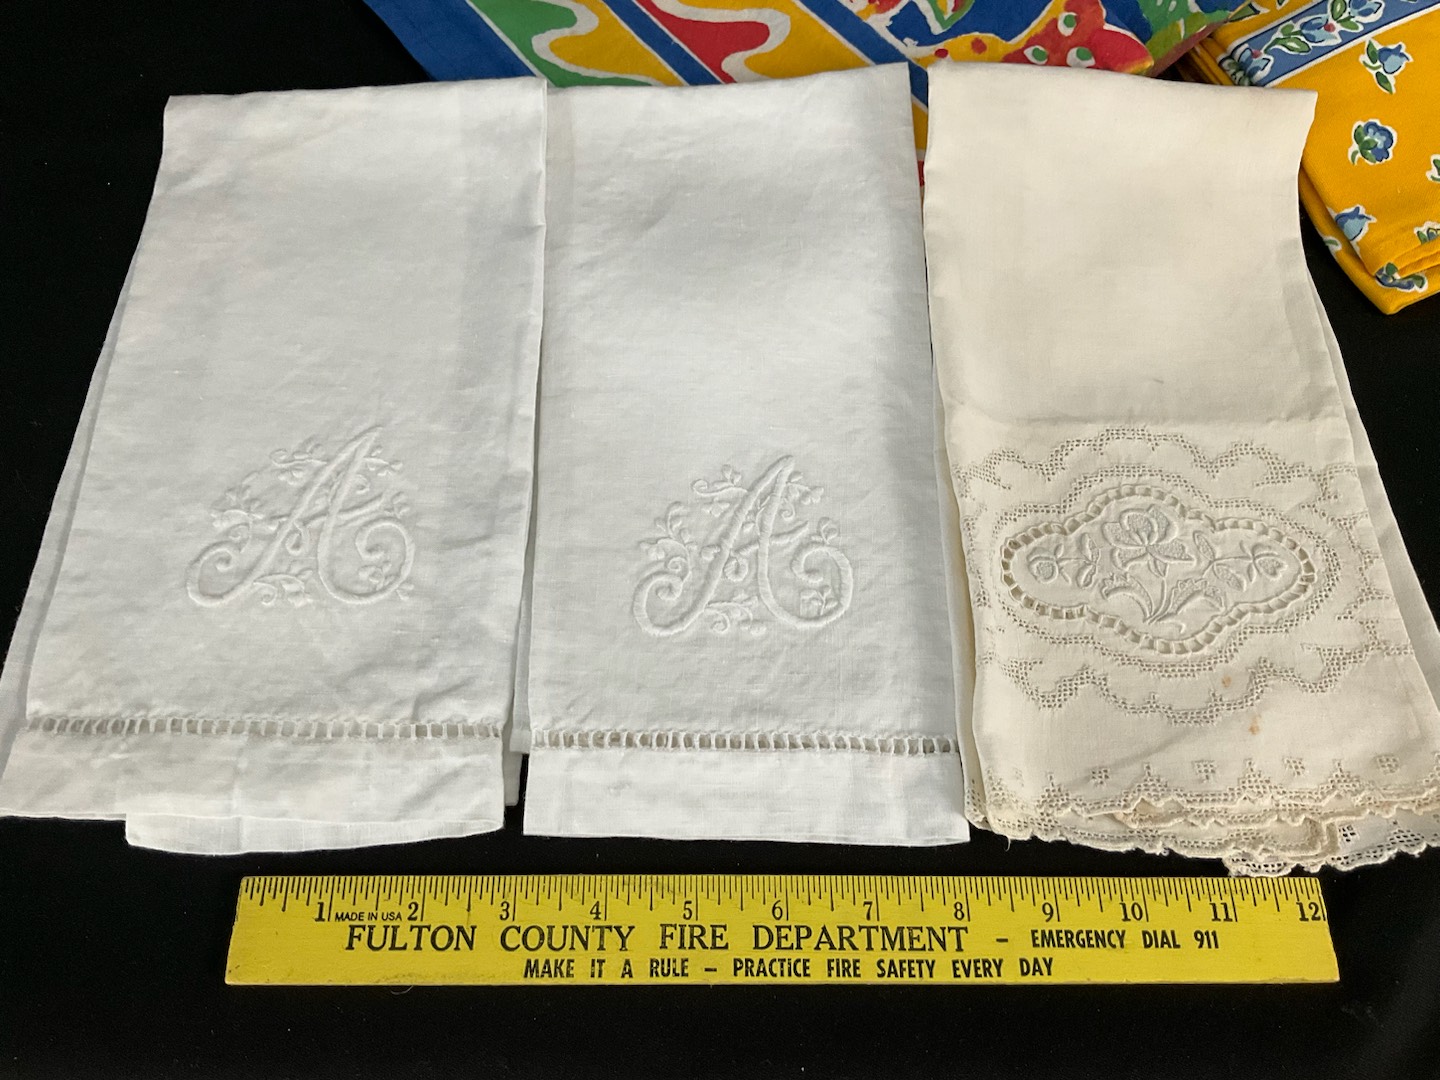 A A
1 MADE IN USA 2 3 4 5 6 7 8 9 10 11 12
FULTON COUNTY FIRE DEPARTMENT – EMERGENCY DIAL 911
MAKE IT A RULE – PRACTiCE FIRE SAFETY EVERY DAY